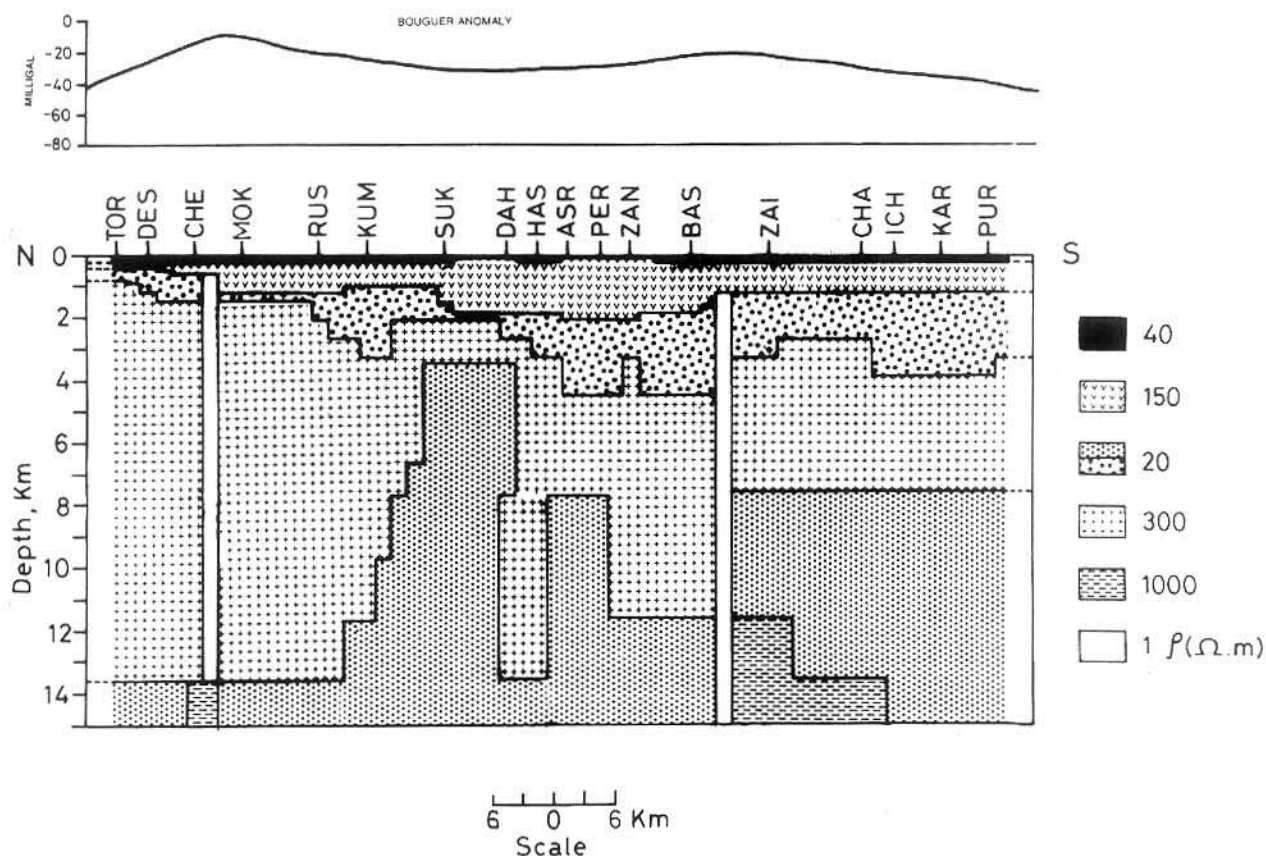 BOUGUER ANOMALY
MILLIGAL
0
-20
-40
-60
-80
TOR DES CHE MOK RUS KUM SUK DAH HAS ASR PER ZAN BAS ZAI CHA ICH KAR PUR
N S
Depth, Km
0
2
4
6
8
10
12
14
40
150
20
300
1000
1 ρ(Ω.m)
6 0 6 Km
Scale